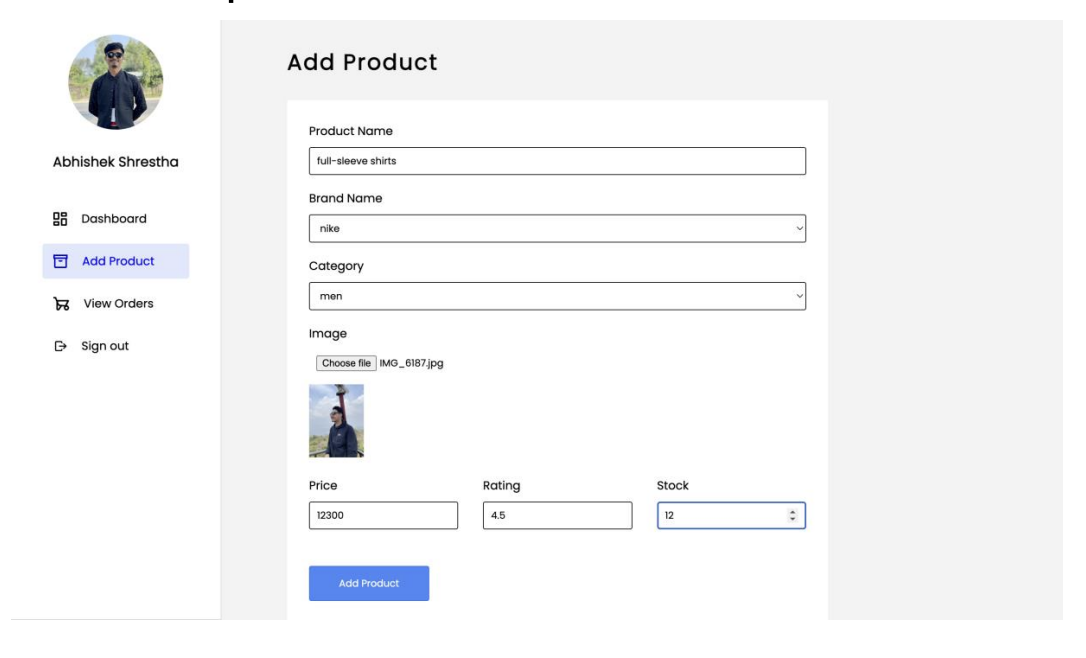 Add Product
Abhishek Shrestha
Dashboard
Add Product
View Orders
Sign out
Product Name
full-sleeve shirts
Brand Name
nike
Category
men
Image
Choose file IMG_6187.jpg
Price Rating Stock
12300 4.5 12
Add Product